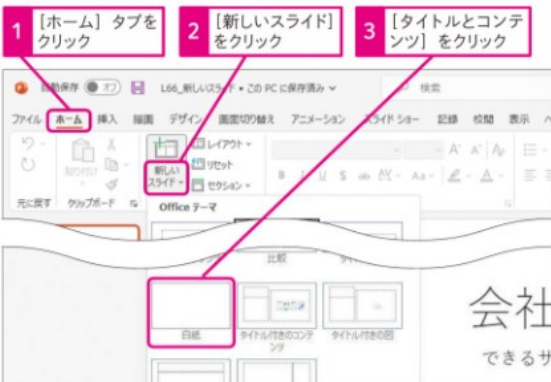 1 [ホーム] タブを
クリック
2 [新しいスライド]
をクリック
3 [タイトルとコンテ
ンツ] をクリック
自動保存 オフ L66_新しいスライド • この PC に保存済み 検索
ファイル ホーム 挿入 描画 デザイン 画面切り替え アニメーション スライド ショー 記録 校閲 表示
貼り付け
新しい
スライド
レイアウト
リセット
セクション
B I U S ab AV Aa A A
元に戻す クリップボード
Office テーマ
比較
白紙
タイトル付きのコンテ
ンツ
タイトル付きの図
会社
できるサ